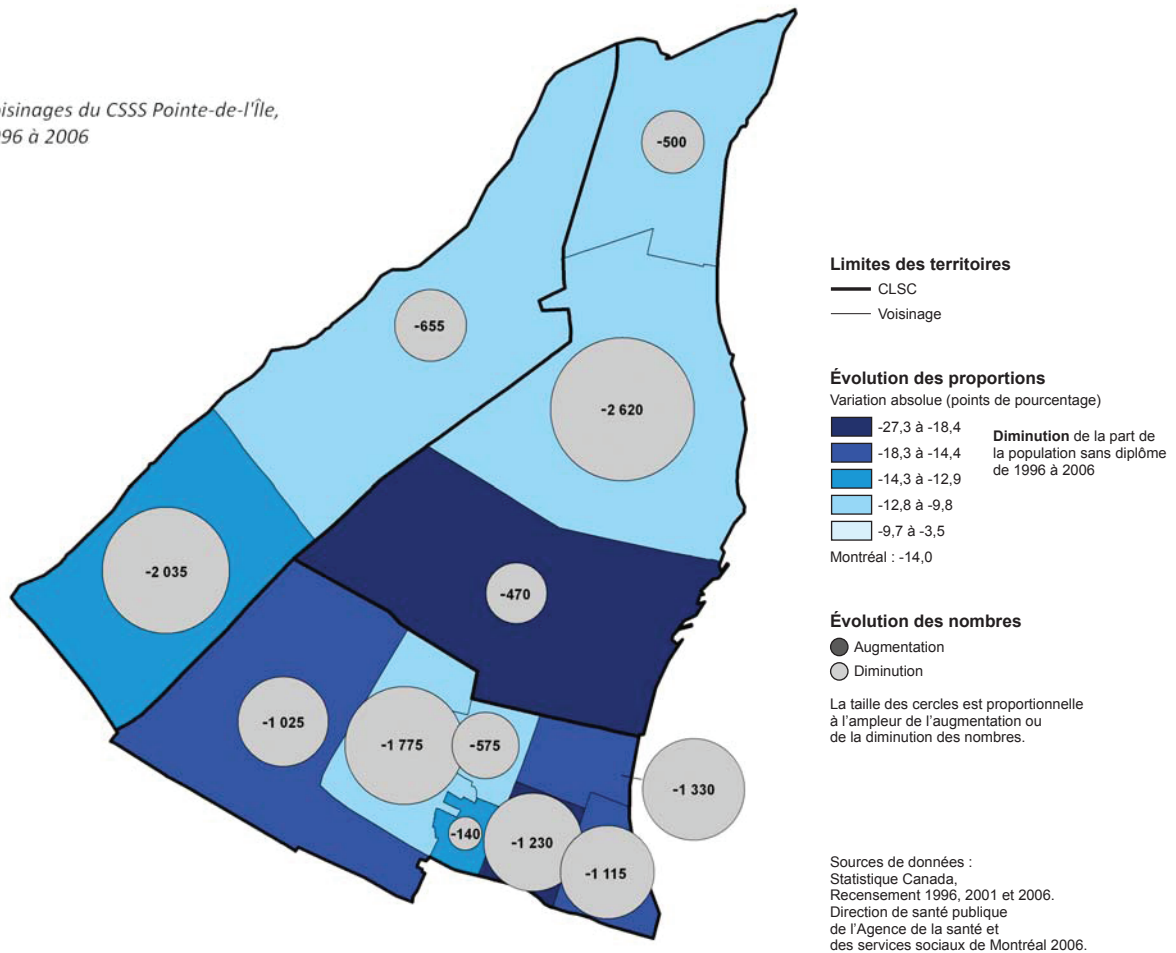 isinages du CSSS Pointe-de-l'Île,
96 à 2006
-500
-655
-2 620
-2 035
-470
-1 025
-1 775
-575
-1 330
-140
-1 230
-1 115
Limites des territoires
CLSC
Voisinage
Évolution des proportions
Variation absolue (points de pourcentage)
-27,3 à -18,4
-18,3 à -14,4
-14,3 à -12,9
-12,8 à -9,8
-9,7 à -3,5
Diminution de la part de
la population sans diplôme
de 1996 à 2006
Montréal : -14,0
Évolution des nombres
Augmentation
Diminution
La taille des cercles est proportionnelle
à l'ampleur de l'augmentation ou
de la diminution des nombres.
Sources de données :
Statistique Canada,
Recensement 1996, 2001 et 2006.
Direction de santé publique
de l'Agence de la santé et
des services sociaux de Montréal 2006.